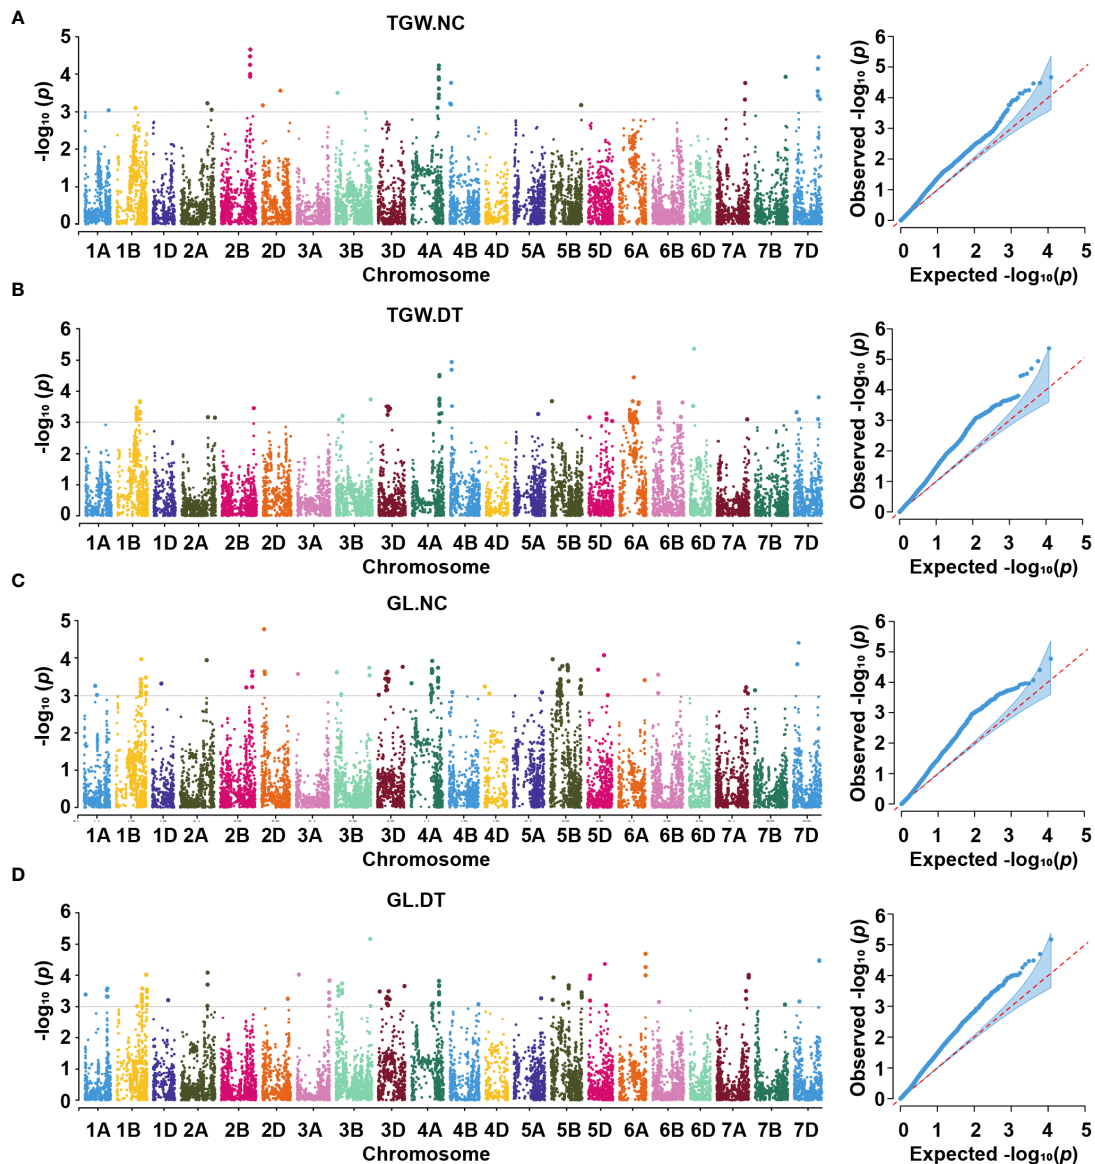 A
TGW.NC
5
4
3
2
1
0
-log₁₀ (p)
1A 1B 1D 2A 2B 2D 3A 3B 3D 4A 4B 4D 5A 5B 5D 6A 6B 6D 7A 7B 7D
Chromosome
6
5
4
3
2
1
0
Observed -log₁₀ (p)
0 1 2 3 4 5
Expected -log₁₀(p)
B
TGW.DT
6
5
4
3
2
1
0
-log₁₀ (p)
1A 1B 1D 2A 2B 2D 3A 3B 3D 4A 4B 4D 5A 5B 5D 6A 6B 6D 7A 7B 7D
Chromosome
6
5
4
3
2
1
0
Observed -log₁₀ (p)
0 1 2 3 4 5
Expected -log₁₀(p)
C
GL.NC
5
4
3
2
1
0
-log₁₀ (p)
1A 1B 1D 2A 2B 2D 3A 3B 3D 4A 4B 4D 5A 5B 5D 6A 6B 6D 7A 7B 7D
Chromosome
6
5
4
3
2
1
0
Observed -log₁₀ (p)
0 1 2 3 4 5
Expected -log₁₀(p)
D
GL.DT
6
5
4
3
2
1
0
-log₁₀ (p)
1A 1B 1D 2A 2B 2D 3A 3B 3D 4A 4B 4D 5A 5B 5D 6A 6B 6D 7A 7B 7D
Chromosome
6
5
4
3
2
1
0
Observed -log₁₀ (p)
0 1 2 3 4 5
Expected -log₁₀(p)